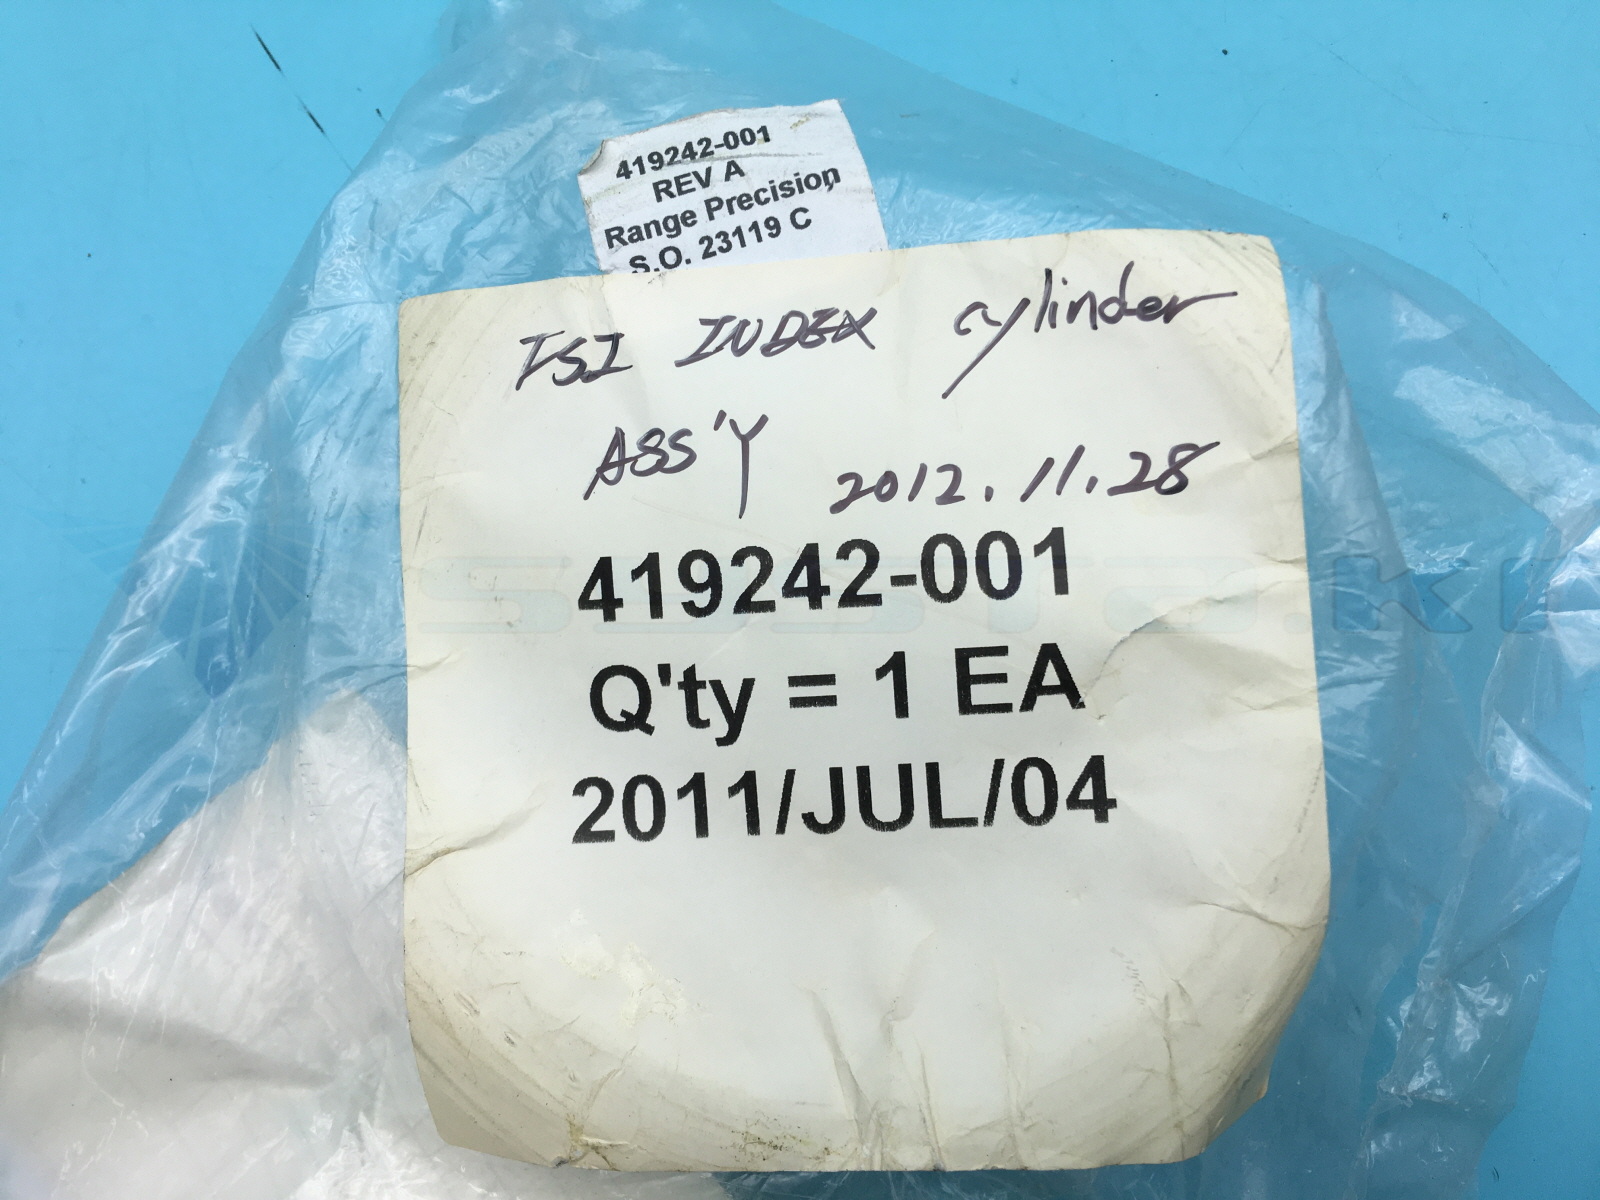 419242-001
REV A
Range Precision
S.O. 23119 C
TSI INDEX cylinder
ASS'Y 2012.11.28
419242-001
Q'ty = 1 EA
2011/JUL/04